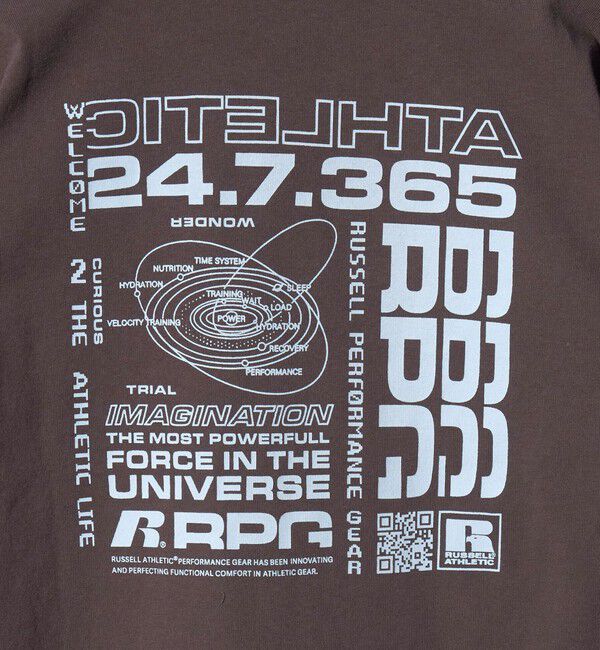 ATHLETIC
24.7.365
WELCOME 2 THE ATHLETIC LIFE
WONDER
CURIOUS
TIME SYSTEM
NUTRITION
HYDRATION
SLEEP
TRAINING
WAIT
LOAD
POWER
VELOCITY TRAINING
HYDRATION
RECOVERY
PERFORMANCE
TRIAL
RUSSELL PERFORMANCE GEAR
RPG
RPG
IMAGINATION
THE MOST POWERFULL
FORCE IN THE
UNIVERSE
R® RPG
RUSSELL ATHLETIC® PERFORMANCE GEAR HAS BEEN INNOVATING
AND PERFECTING FUNCTIONAL COMFORT IN ATHLETIC GEAR.
R
RUSSELL
ATHLETIC